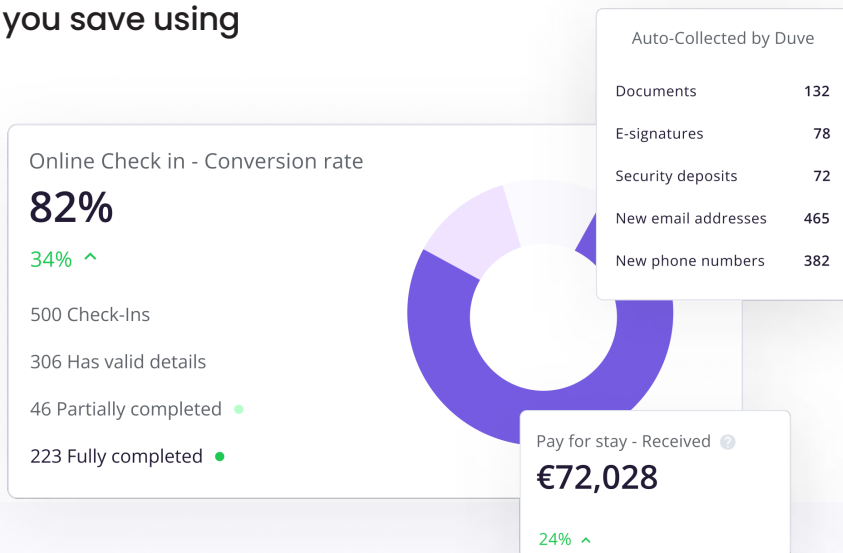 you save using
Online Check in - Conversion rate
82%
34%
500 Check-Ins
306 Has valid details
46 Partially completed
223 Fully completed
Auto-Collected by Duve
Documents 132
E-signatures 78
Security deposits 72
New email addresses 465
New phone numbers 382
Pay for stay - Received ?
€72,028
24%